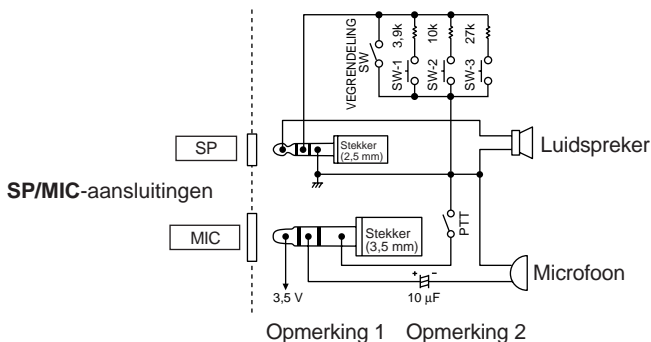 VEGRENDELING
SW
3,9k
10k
27k
SW-1
SW-2
SW-3
SP
Stekker
(2,5 mm)
Luidspreker
SP/MIC-aansluitingen
MIC
Stekker
(3,5 mm)
PTT
Microfoon
3,5 V
+ −
10 µF
Opmerking 1 Opmerking 2